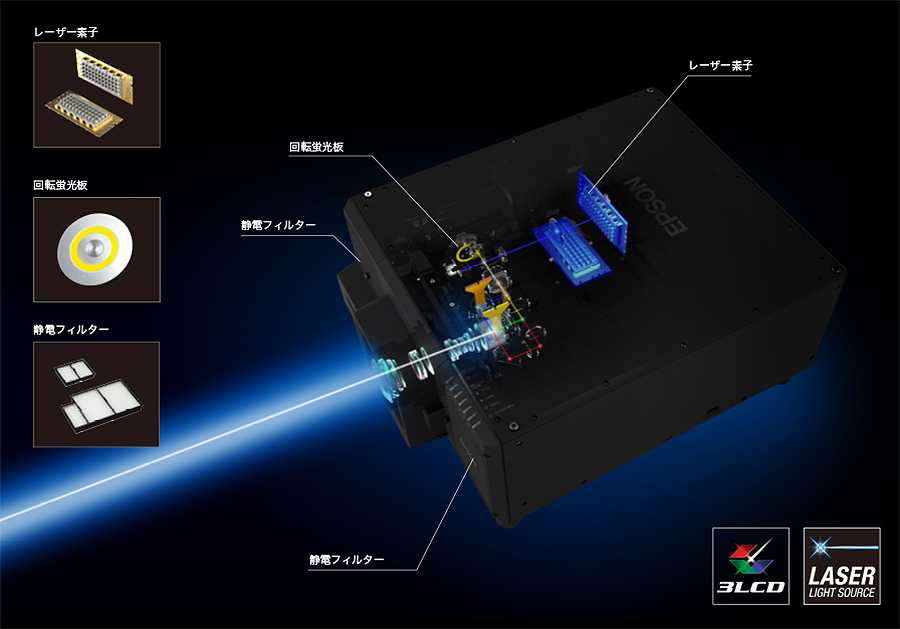 レーザー素子
回転蛍光板
静電フィルター
レーザー素子
回転蛍光板
静電フィルター
EPSON
静電フィルター
3LCD
LASER
LIGHT SOURCE